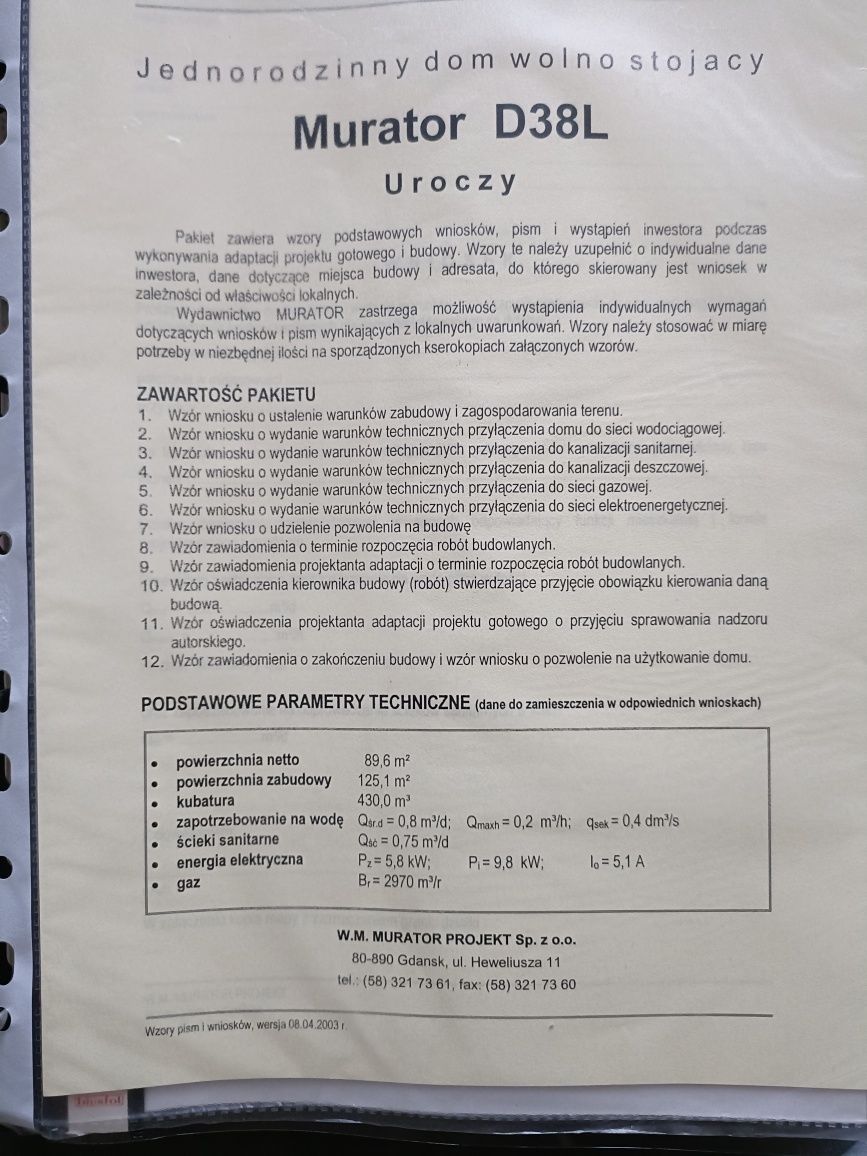 Jednorodzinny dom wolno stojacy
Murator D38L
Uroczy
Pakiet zawiera wzory podstawowych wniosków, pism i wystąpień inwestora podczas
wykonywania adaptacji projektu gotowego i budowy. Wzory te należy uzupełnić o indywidualne dane
inwestora, dane dotyczące miejsca budowy i adresata, do którego skierowany jest wniosek w
zależności od właściwości lokalnych.
Wydawnictwo MURATOR zastrzega możliwość wystąpienia indywidualnych wymagań
dotyczących wniosków i pism wynikających z lokalnych uwarunkowań. Wzory należy stosować w miarę
potrzeby w niezbędnej ilości na sporządzonych kserokopiach załączonych wzorów.
ZAWARTOŚĆ PAKIETU
1. Wzór wniosku o ustalenie warunków zabudowy i zagospodarowania terenu.
2. Wzór wniosku o wydanie warunków technicznych przyłączenia domu do sieci wodociągowej.
3. Wzór wniosku o wydanie warunków technicznych przyłączenia do kanalizacji sanitarnej.
4. Wzór wniosku o wydanie warunków technicznych przyłączenia do kanalizacji deszczowej.
5. Wzór wniosku o wydanie warunków technicznych przyłączenia do sieci gazowej.
6. Wzór wniosku o wydanie warunków technicznych przyłączenia do sieci elektroenergetycznej.
7. Wzór wniosku o udzielenie pozwolenia na budowę
8. Wzór zawiadomienia o terminie rozpoczęcia robót budowlanych.
9. Wzór zawiadomienia projektanta adaptacji o terminie rozpoczęcia robót budowlanych.
10. Wzór oświadczenia kierownika budowy (robót) stwierdzające przyjęcie obowiązku kierowania daną
budową.
11. Wzór oświadczenia projektanta adaptacji projektu gotowego o przyjęciu sprawowania nadzoru
autorskiego.
12. Wzór zawiadomienia o zakończeniu budowy i wzór wniosku o pozwolenie na użytkowanie domu.
PODSTAWOWE PARAMETRY TECHNICZNE (dane do zamieszczenia w odpowiednich wnioskach)
• powierzchnia netto 89,6 m²
• powierzchnia zabudowy 125,1 m²
• kubatura 430,0 m³
• zapotrzebowanie na wodę Qśr.d = 0,8 m³/d; Qmaxh = 0,2 m³/h; qsek = 0,4 dm³/s
• ścieki sanitarne Qść = 0,75 m³/d
• energia elektryczna Pz = 5,8 kW; Pi = 9,8 kW; Io = 5,1 A
• gaz Br = 2970 m³/r
W.M. MURATOR PROJEKT Sp. z o.o.
80-890 Gdansk, ul. Heweliusza 11
tel.: (58) 321 73 61, fax: (58) 321 73 60
Wzory pism i wniosków, wersja 08.04.2003 r.